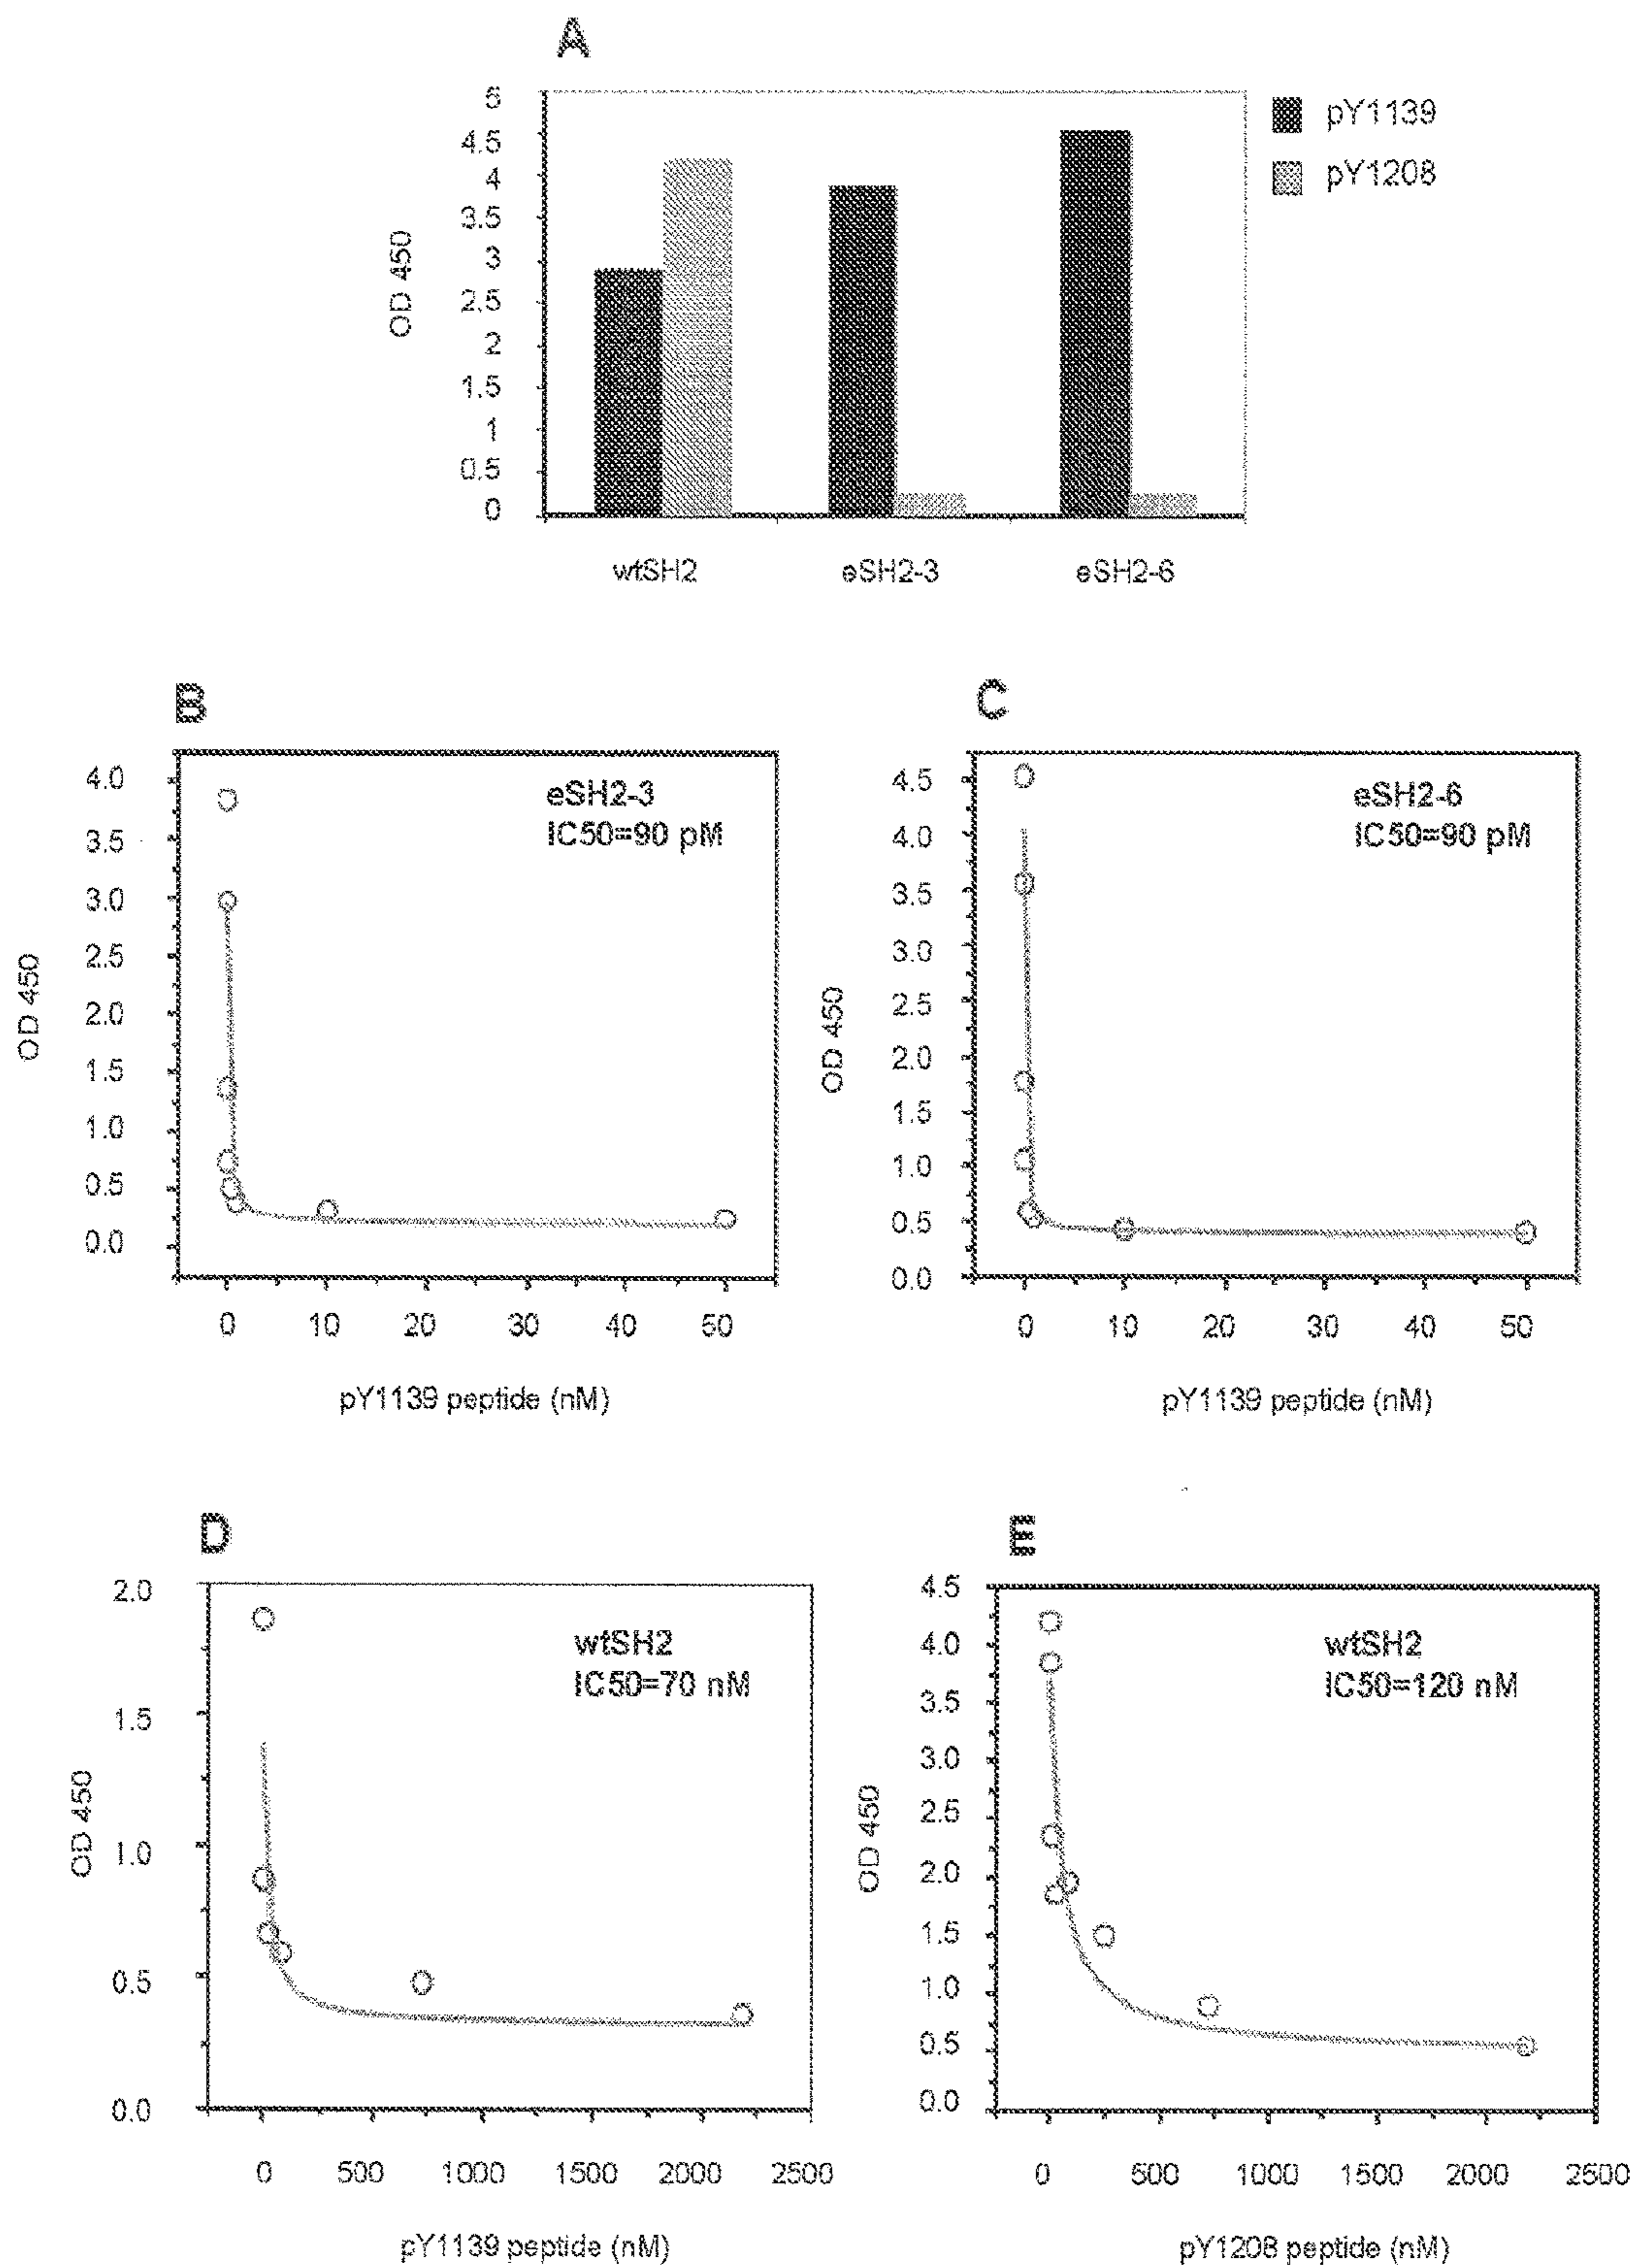 A
5
4.5
4
3.5
3
2.5
2
1.5
1
0.5
0
OD 450
wtSH2 eSH2-3 eSH2-6
pY1139
pY1208
B
4.0
3.5
3.0
2.5
2.0
1.5
1.0
0.5
0.0
OD 450
eSH2-3
IC50=90 pM
0 10 20 30 40 50
pY1139 peptide (nM)
C
4.5
4.0
3.5
3.0
2.5
2.0
1.5
1.0
0.5
0.0
OD 450
eSH2-6
IC50=90 pM
0 10 20 30 40 50
pY1139 peptide (nM)
D
2.0
1.5
1.0
0.5
0.0
OD 450
wtSH2
IC50=70 nM
0 500 1000 1500 2000 2500
pY1139 peptide (nM)
E
4.5
4.0
3.5
3.0
2.5
2.0
1.5
1.0
0.5
0.0
OD 450
wtSH2
IC50=120 nM
0 500 1000 1500 2000 2500
pY1208 peptide (nM)